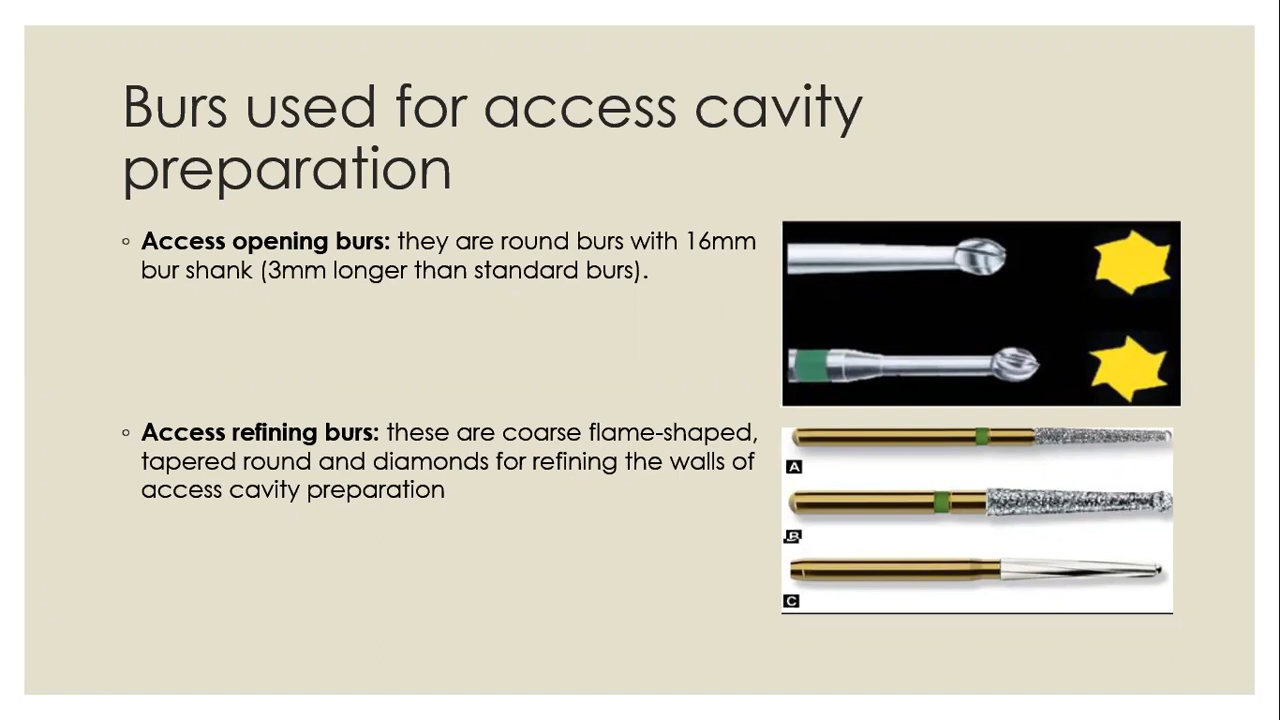 Burs used for access cavity
preparation
◦ Access opening burs: they are round burs with 16mm
bur shank (3mm longer than standard burs).
◦ Access refining burs: these are coarse flame-shaped,
tapered round and diamonds for refining the walls of
access cavity preparation
A
B
C